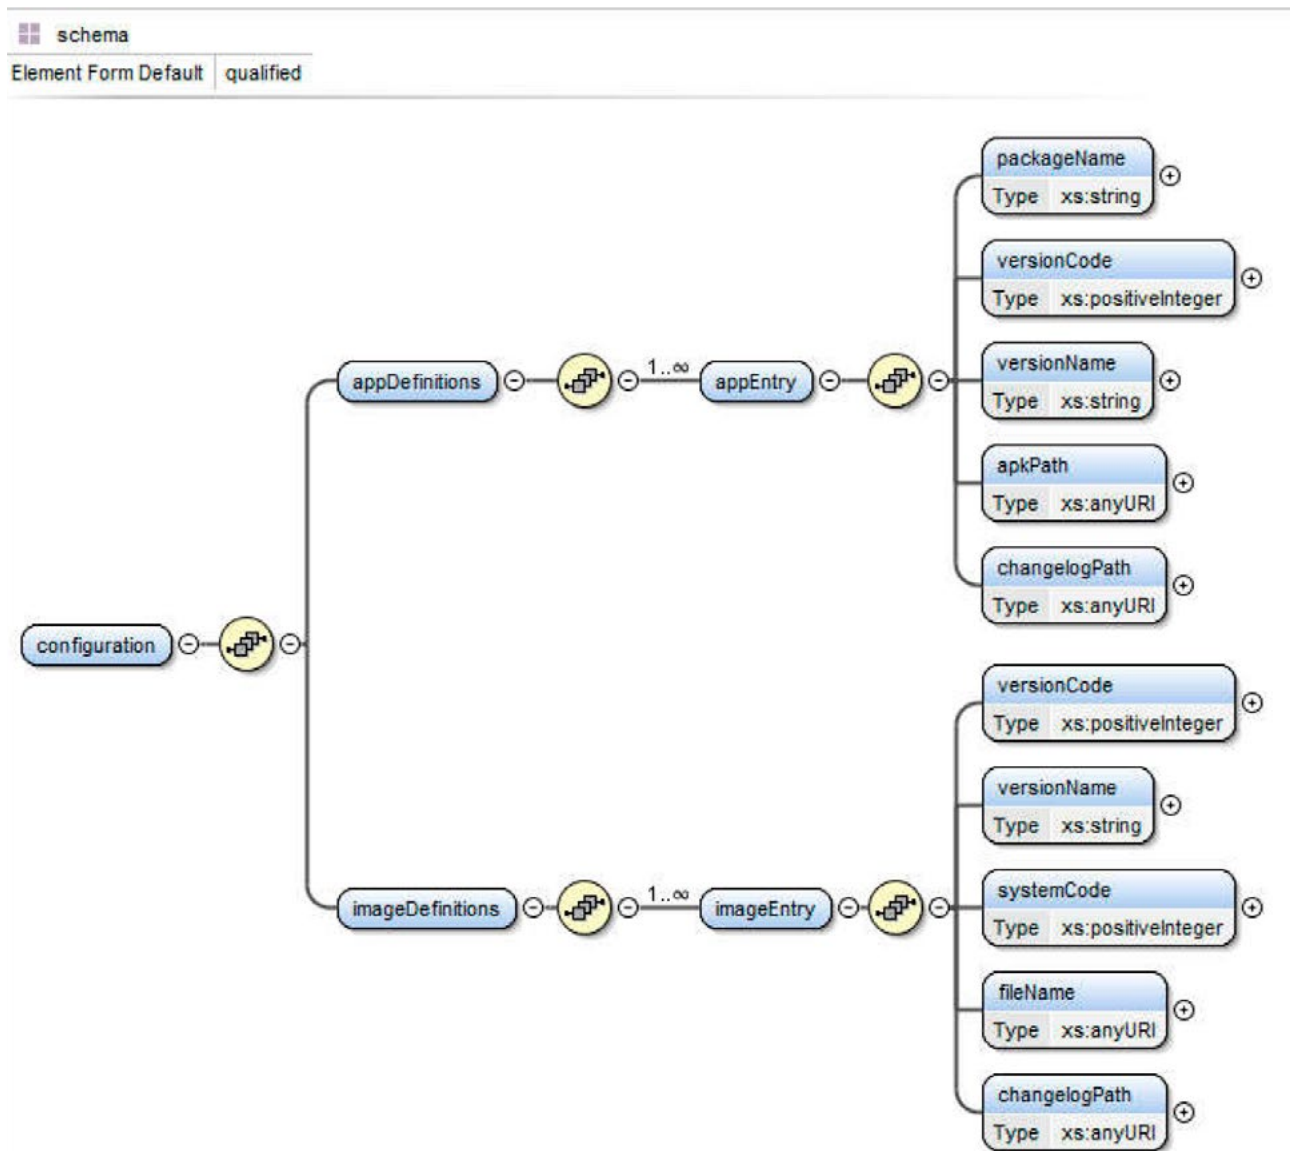 schema
Element Form Default qualified
packageName
Type xs:string
versionCode
Type xs:positiveInteger
versionName
Type xs:string
appDefinitions 1..∞ appEntry
apkPath
Type xs:anyURI
changelogPath
Type xs:anyURI
configuration
versionCode
Type xs:positiveInteger
versionName
Type xs:string
imageDefinitions 1..∞ imageEntry
systemCode
Type xs:positiveInteger
fileName
Type xs:anyURI
changelogPath
Type xs:anyURI